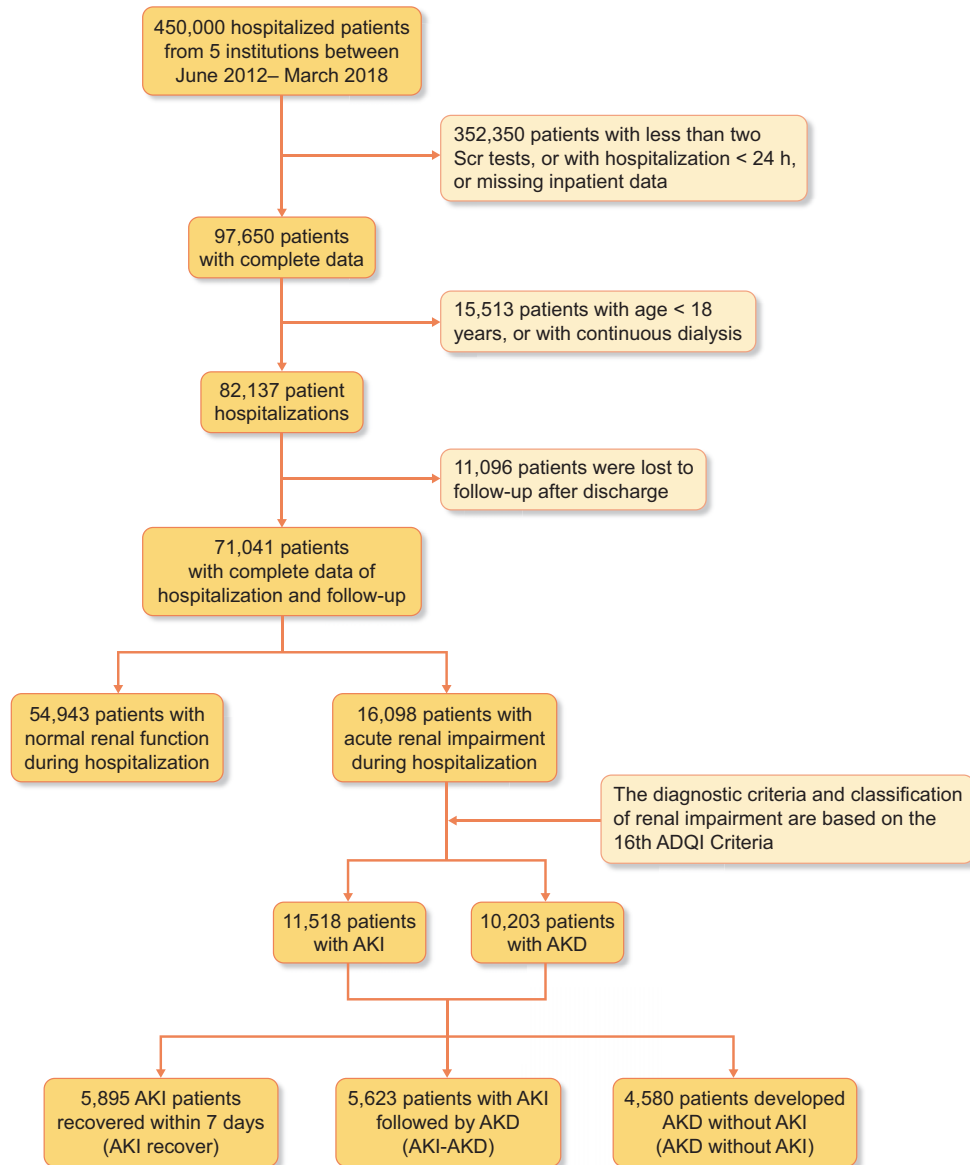 450,000 hospitalized patients
from 5 institutions between
June 2012– March 2018
352,350 patients with less than two
Scr tests, or with hospitalization < 24 h,
or missing inpatient data
97,650 patients
with complete data
15,513 patients with age < 18
years, or with continuous dialysis
82,137 patient
hospitalizations
11,096 patients were lost to
follow-up after discharge
71,041 patients
with complete data of
hospitalization and follow-up
54,943 patients with
normal renal function
during hospitalization
16,098 patients with
acute renal impairment
during hospitalization
The diagnostic criteria and classification
of renal impairment are based on the
16th ADQI Criteria
11,518 patients
with AKI
10,203 patients
with AKD
5,895 AKI patients
recovered within 7 days
(AKI recover)
5,623 patients with AKI
followed by AKD
(AKI-AKD)
4,580 patients developed
AKD without AKI
(AKD without AKI)